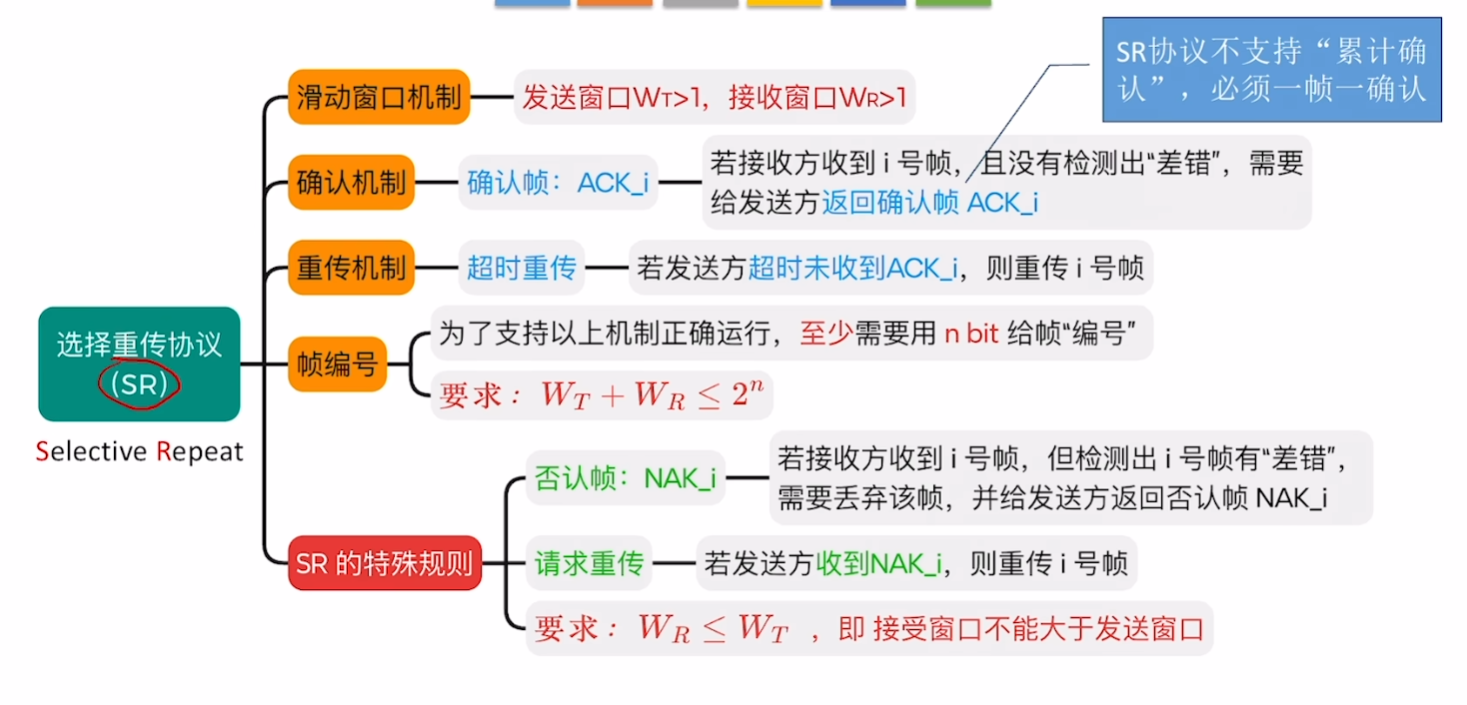 SR协议不支持“累计确
认”，必须一帧一确认
滑动窗口机制
发送窗口WT>1，接收窗口WR>1
确认机制
确认帧：ACK_i
若接收方收到 i 号帧，且没有检测出“差错”，需要
给发送方返回确认帧 ACK_i
重传机制
超时重传
若发送方超时未收到ACK_i，则重传 i 号帧
选择重传协议
(SR)
Selective Repeat
帧编号
为了支持以上机制正确运行，至少需要用 n bit 给帧“编号”
要求：W_T + W_R ≤ 2^n
SR 的特殊规则
否认帧：NAK_i
若接收方收到 i 号帧，但检测出 i 号帧有“差错”，
需要丢弃该帧，并给发送方返回否认帧 NAK_i
请求重传
若发送方收到NAK_i，则重传 i 号帧
要求：W_R ≤ W_T ，即 接受窗口不能大于发送窗口